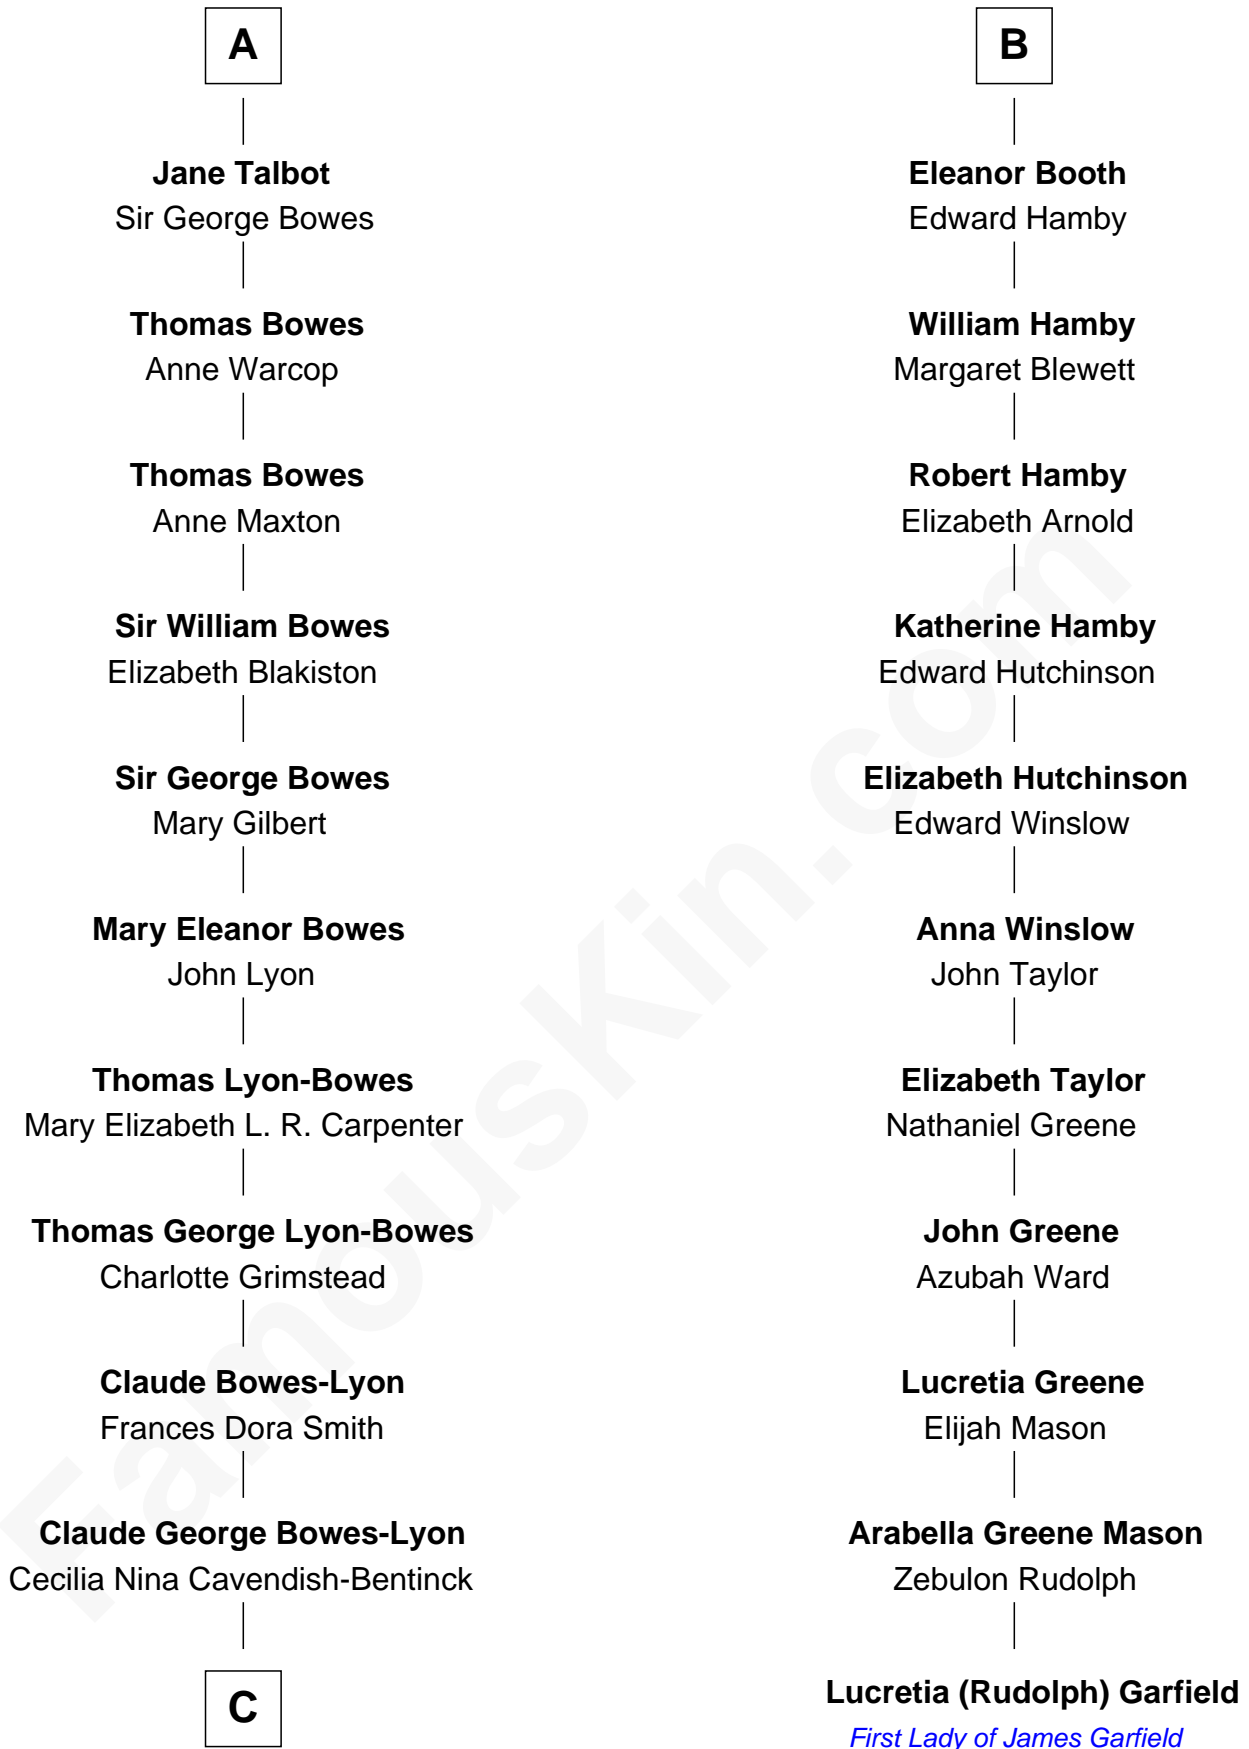 A
Jane Talbot
Sir George Bowes
Thomas Bowes
Anne Warcop
Thomas Bowes
Anne Maxton
Sir William Bowes
Elizabeth Blakiston
Sir George Bowes
Mary Gilbert
Mary Eleanor Bowes
John Lyon
Thomas Lyon-Bowes
Mary Elizabeth L. R. Carpenter
Thomas George Lyon-Bowes
Charlotte Grimstead
Claude Bowes-Lyon
Frances Dora Smith
Claude George Bowes-Lyon
Cecilia Nina Cavendish-Bentinck
C
B
Eleanor Booth
Edward Hamby
William Hamby
Margaret Blewett
Robert Hamby
Elizabeth Arnold
Katherine Hamby
Edward Hutchinson
Elizabeth Hutchinson
Edward Winslow
Anna Winslow
John Taylor
Elizabeth Taylor
Nathaniel Greene
John Greene
Azubah Ward
Lucretia Greene
Elijah Mason
Arabella Greene Mason
Zebulon Rudolph
Lucretia (Rudolph) Garfield
First Lady of James Garfield
FamousKin.com